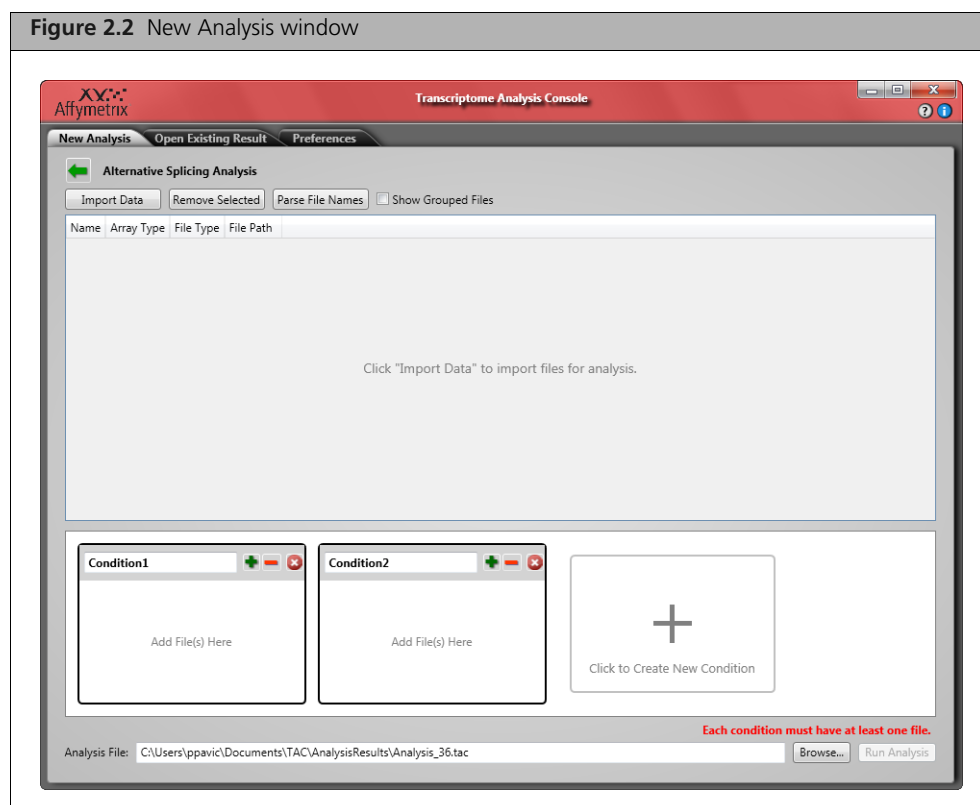 Figure 2.2 New Analysis window
Affymetrix
Transcriptome Analysis Console
New Analysis Open Existing Result Preferences
Alternative Splicing Analysis
Import Data Remove Selected Parse File Names Show Grouped Files
Name Array Type File Type File Path
Click "Import Data" to import files for analysis.
Condition1
Add File(s) Here
Condition2
Add File(s) Here
Click to Create New Condition
Each condition must have at least one file.
Analysis File: C:\Users\ppavic\Documents\TAC\AnalysisResults\Analysis_36.tac Browse... Run Analysis